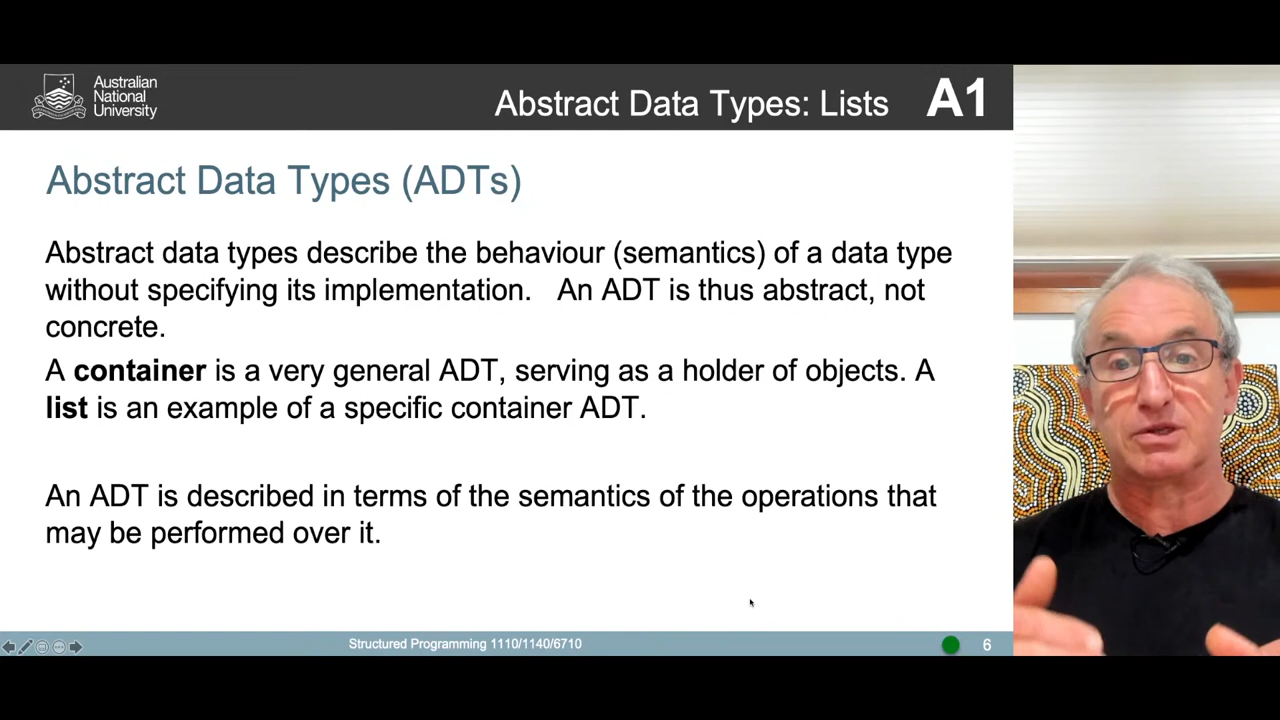 Australian
National
University
Abstract Data Types: Lists A1
Abstract Data Types (ADTs)
Abstract data types describe the behaviour (semantics) of a data type
without specifying its implementation. An ADT is thus abstract, not
concrete.
A container is a very general ADT, serving as a holder of objects. A
list is an example of a specific container ADT.
An ADT is described in terms of the semantics of the operations that
may be performed over it.
Structured Programming 1110/1140/6710
6